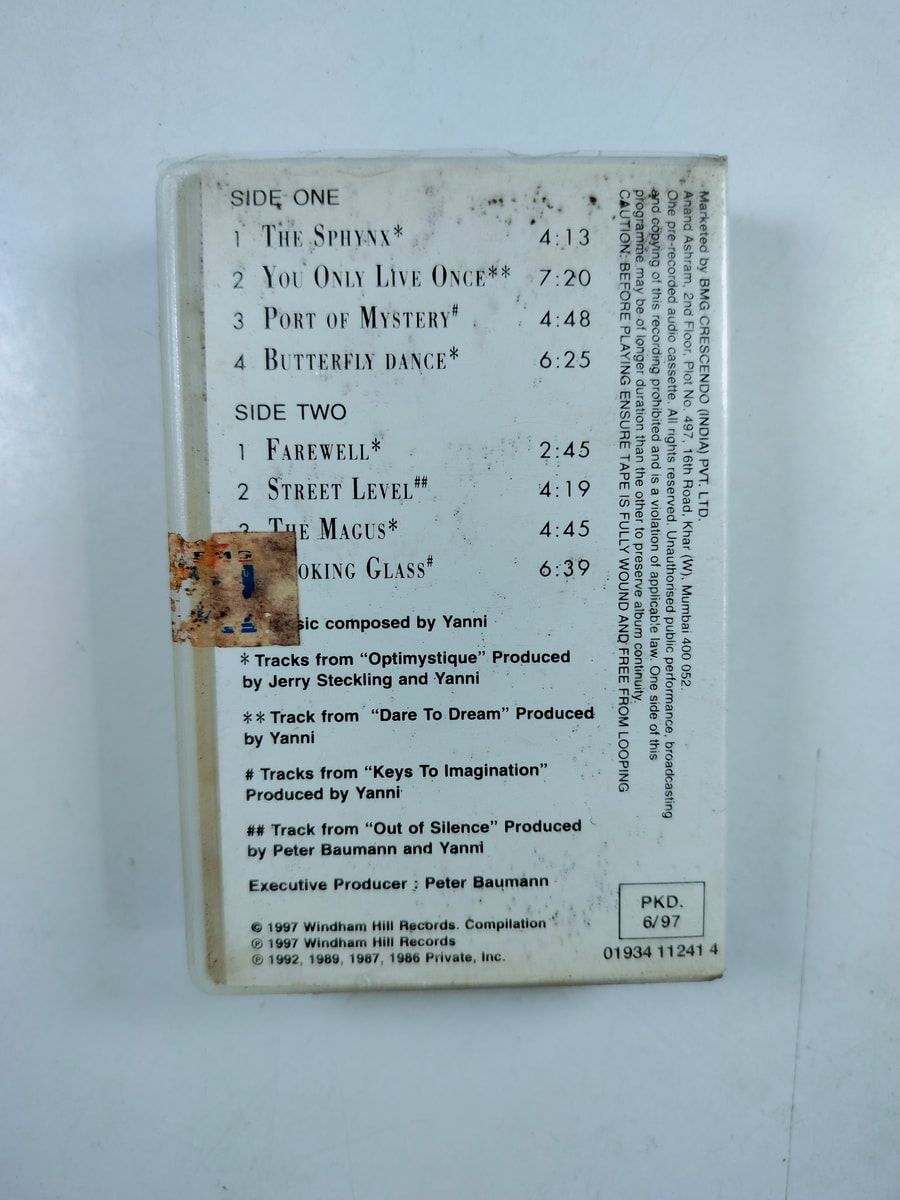 SIDE ONE
1 THE SPHYNX* 4:13
2 YOU ONLY LIVE ONCE** 7:20
3 PORT OF MYSTERY# 4:48
4 BUTTERFLY DANCE* 6:25
SIDE TWO
1 FAREWELL* 2:45
2 STREET LEVEL## 4:19
THE MAGUS* 4:45
GLASS# 6:39
composed by Yanni
* Tracks from “Optimystique” Produced
by Jerry Steckling and Yanni
** Track from “Dare To Dream” Produced
by Yanni
# Tracks from “Keys To Imagination”
Produced by Yanni
## Track from “Out of Silence” Produced
by Peter Baumann and Yanni
Executive Producer : Peter Baumann
© 1997 Windham Hill Records. Compilation
℗ 1997 Windham Hill Records
℗ 1992, 1989, 1987, 1986 Private, Inc.
Marketed by BMG CRESCENDO (INDIA) PVT. LTD.
Anand Ashram, 2nd Floor, Plot No. 497, 16th Road, Khar (W), Mumbai 400 052.
One pre-recorded audio cassette. All rights reserved. Unauthorised public performance, broadcasting
and copying of this recording prohibited and is a violation of applicable law. One side of this
programme may be of longer duration than the other to preserve album continuity.
CAUTION: BEFORE PLAYING ENSURE TAPE IS FULLY WOUND AND FREE FROM LOOPING
PKD.
6/97
01934 11241 4